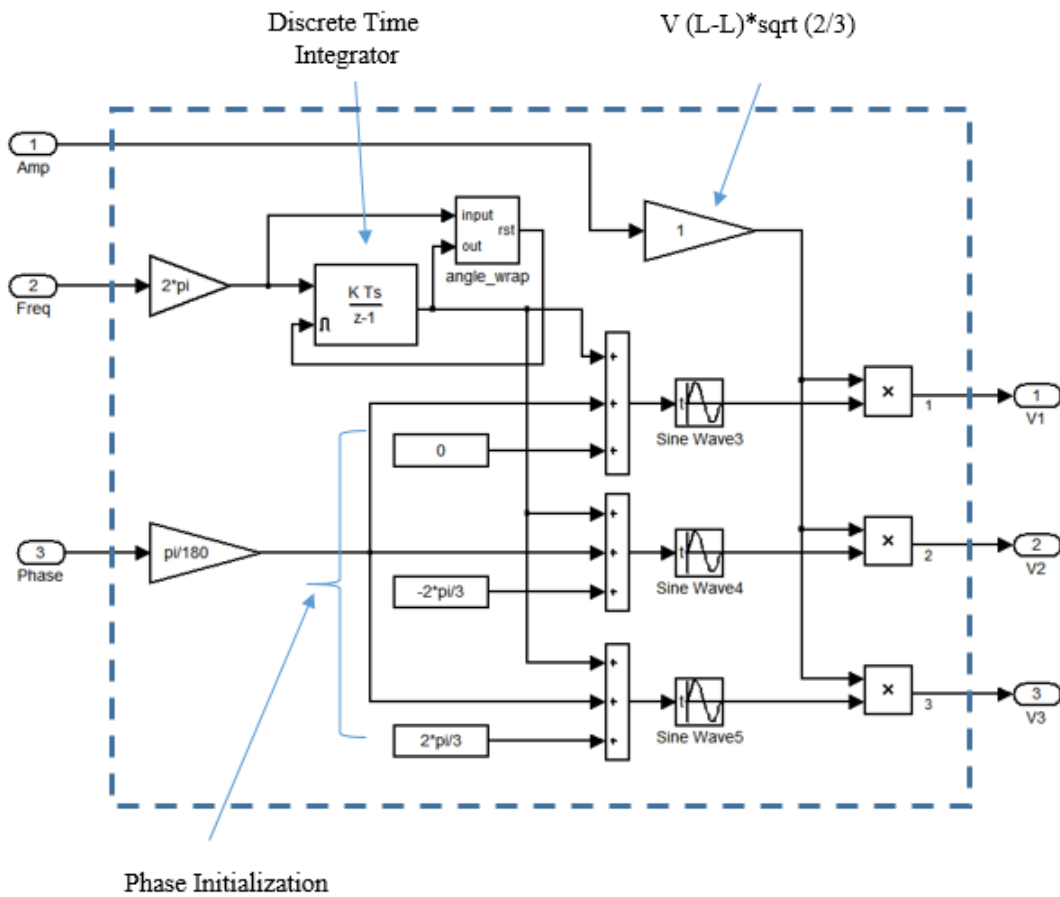 Discrete Time
Integrator
V (L-L)*sqrt (2/3)
1
Amp
input
rst
out
angle_wrap
1
2
Freq
2*pi
K Ts
z-1
+
+
+
0
t
Sine Wave3
×
1
1
V1
3
Phase
pi/180
+
+
+
-2*pi/3
t
Sine Wave4
×
2
2
V2
+
+
+
2*pi/3
t
Sine Wave5
×
3
3
V3
Phase Initialization